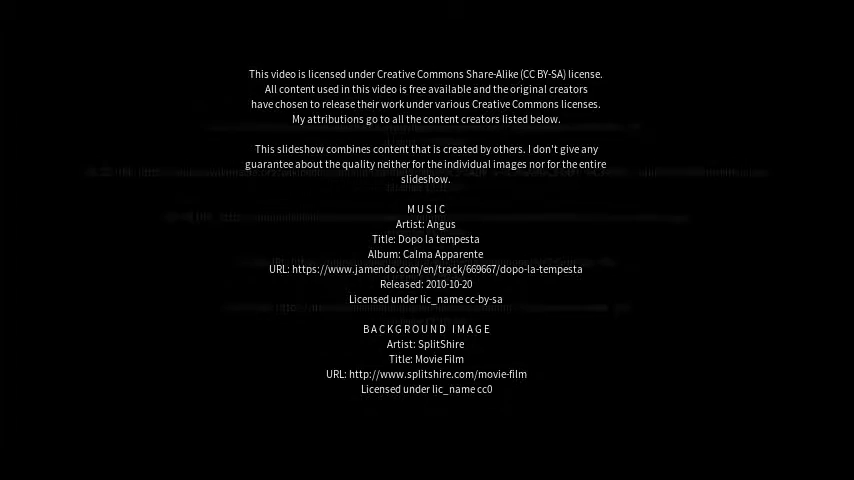 This video is licensed under Creative Commons Share-Alike (CC BY-SA) license.
All content used in this video is free available and the original creators
have chosen to release their work under various Creative Commons licenses.
My attributions go to all the content creators listed below.
This slideshow combines content that is created by others. I don't give any
guarantee about the quality neither for the individual images nor for the entire
slideshow.
MUSIC
Artist: Angus
Title: Dopo la tempesta
Album: Calma Apparente
URL: https://www.jamendo.com/en/track/669667/dopo-la-tempesta
Released: 2010-10-20
Licensed under lic_name cc-by-sa
BACKGROUND IMAGE
Artist: SplitShire
Title: Movie Film
URL: http://www.splitshire.com/movie-film
Licensed under lic_name cc0